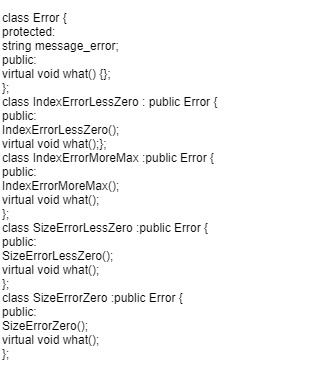 class Error {
protected:
string message_error;
public:
virtual void what() {};
};
class IndexErrorLessZero : public Error {
public:
IndexErrorLessZero();
virtual void what();};
class IndexErrorMoreMax :public Error {
public:
IndexErrorMoreMax();
virtual void what();
};
class SizeErrorLessZero :public Error {
public:
SizeErrorLessZero();
virtual void what();
};
class SizeErrorZero :public Error {
public:
SizeErrorZero();
virtual void what();
};